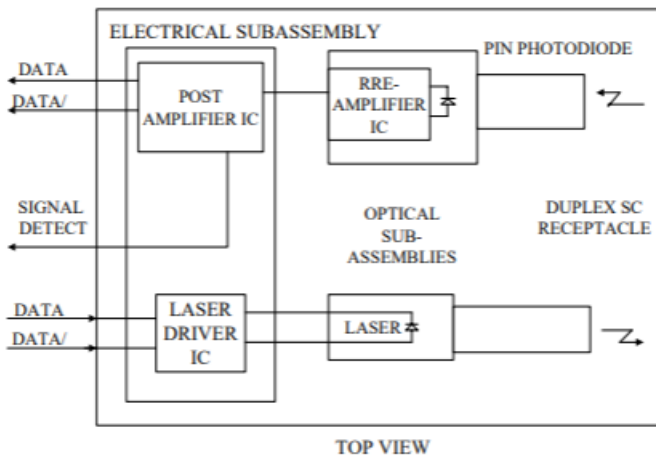 ELECTRICAL SUBASSEMBLY
DATA
DATA/
POST
AMPLIFIER IC
RRE-
AMPLIFIER
IC
PIN PHOTODIODE
SIGNAL
DETECT
OPTICAL
SUB-
ASSEMBLIES
DUPLEX SC
RECEPTACLE
DATA
DATA/
LASER
DRIVER
IC
LASER
TOP VIEW